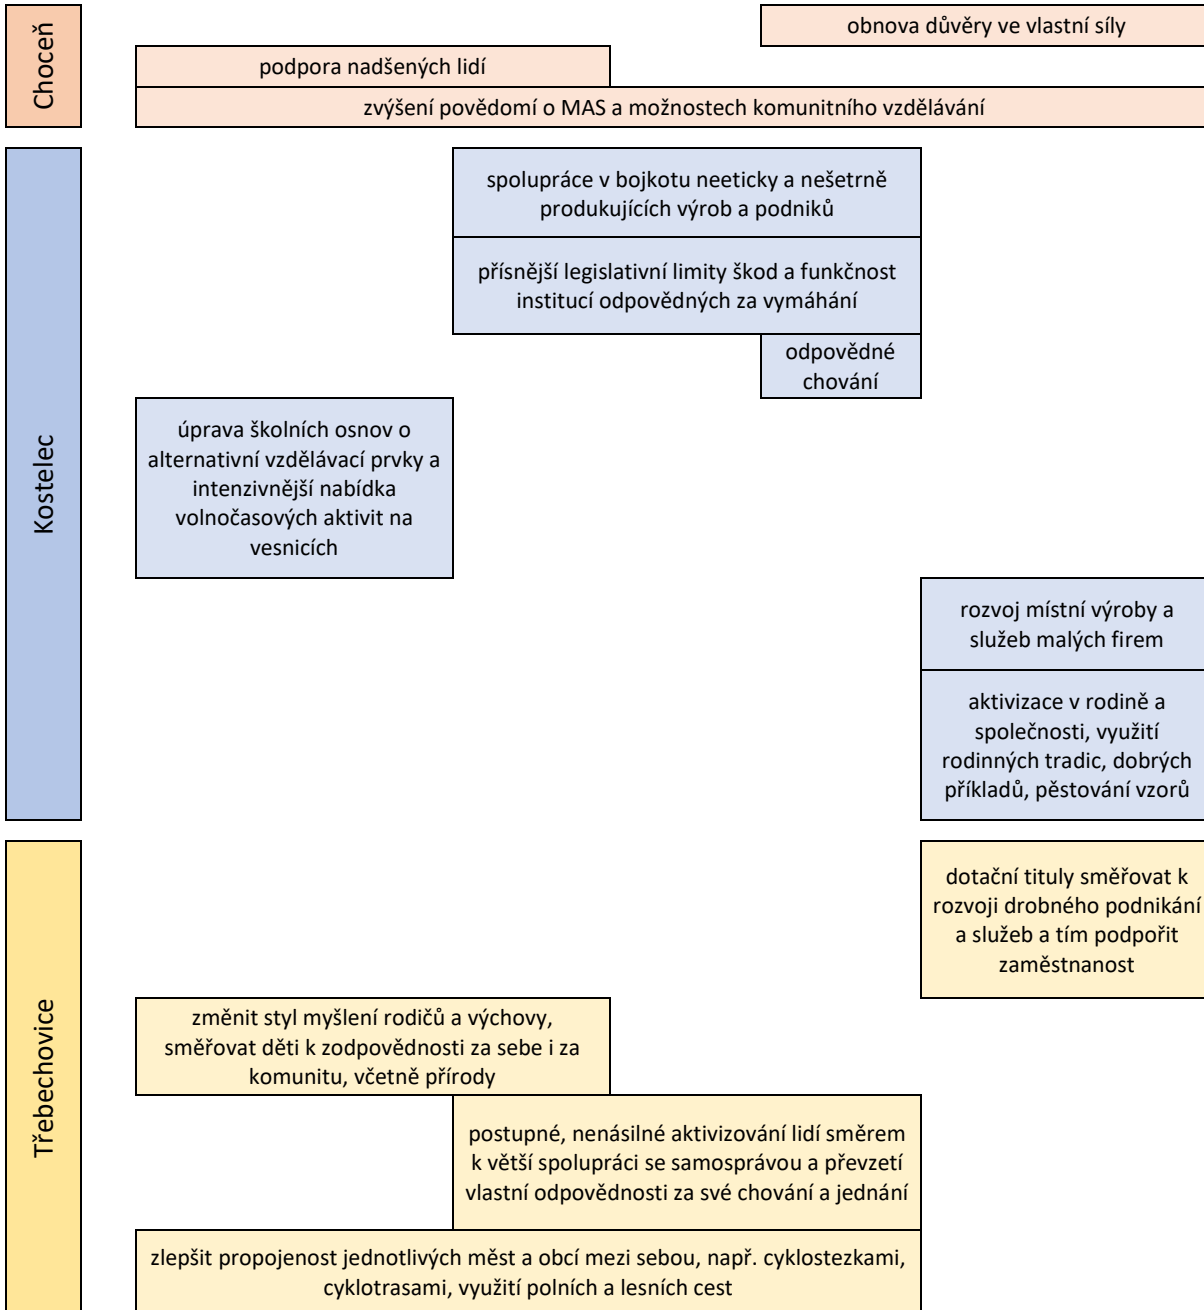 Choceň
obnova důvěry ve vlastní síly
podpora nadšených lidí
zvýšení povědomí o MAS a možnostech komunitního vzdělávání
Kostelec
spolupráce v bojkotu neeticky a nešetrně
produkujících výrob a podniků
přísnější legislativní limity škod a funkčnost
institucí odpovědných za vymáhání
odpovědné
chování
úprava školních osnov o
alternativní vzdělávací prvky a
intenzivnější nabídka
volnočasových aktivit na
vesnicích
rozvoj místní výroby a
služeb malých firem
aktivizace v rodině a
společnosti, využití
rodinných tradic, dobrých
příkladů, pěstování vzorů
Třebechovice
dotační tituly směřovat k
rozvoji drobného podnikání
a služeb a tím podpořit
zaměstnanost
změnit styl myšlení rodičů a výchovy,
směřovat děti k zodpovědnosti za sebe i za
komunitu, včetně přírody
postupné, nenásilné aktivizování lidí směrem
k větší spolupráci se samosprávou a převzetí
vlastní odpovědnosti za své chování a jednání
zlepšit propojenost jednotlivých měst a obcí mezi sebou, např. cyklostezkami,
cyklotrasami, využití polních a lesních cest